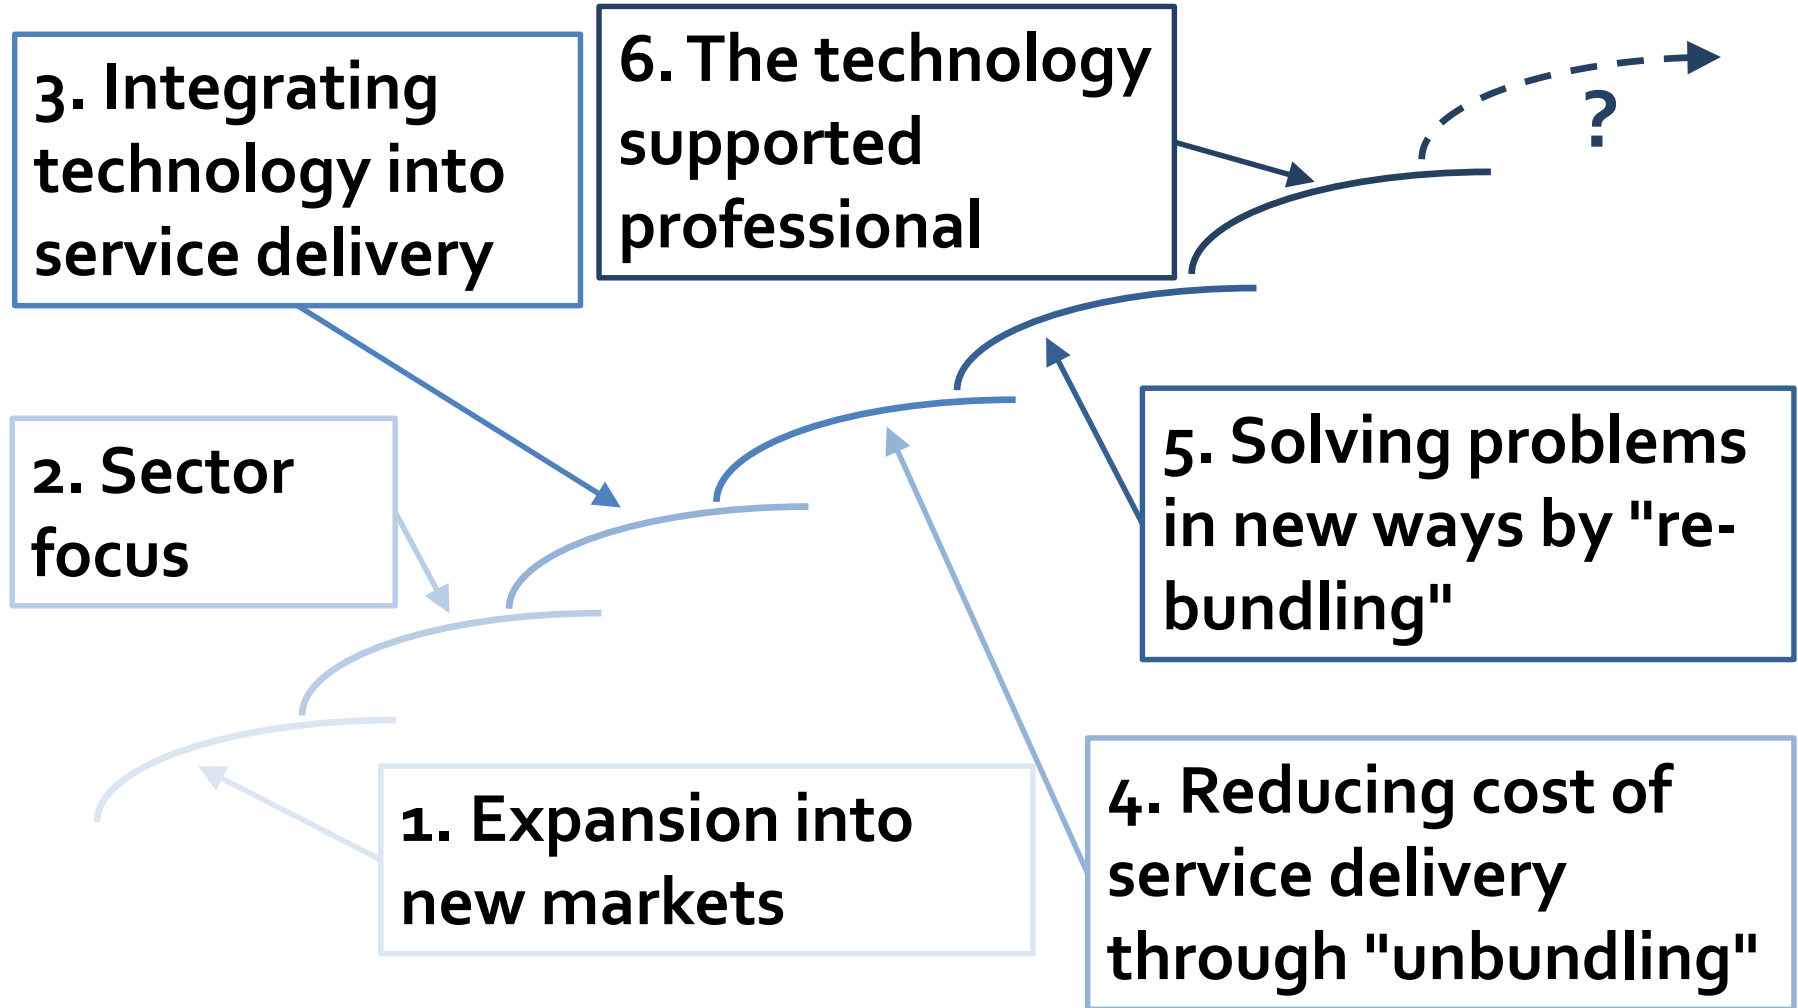 3. Integrating
technology into
service delivery
6. The technology
supported
professional
?
2. Sector
focus
5. Solving problems
in new ways by "re-
bundling"
1. Expansion into
new markets
4. Reducing cost of
service delivery
through "unbundling"